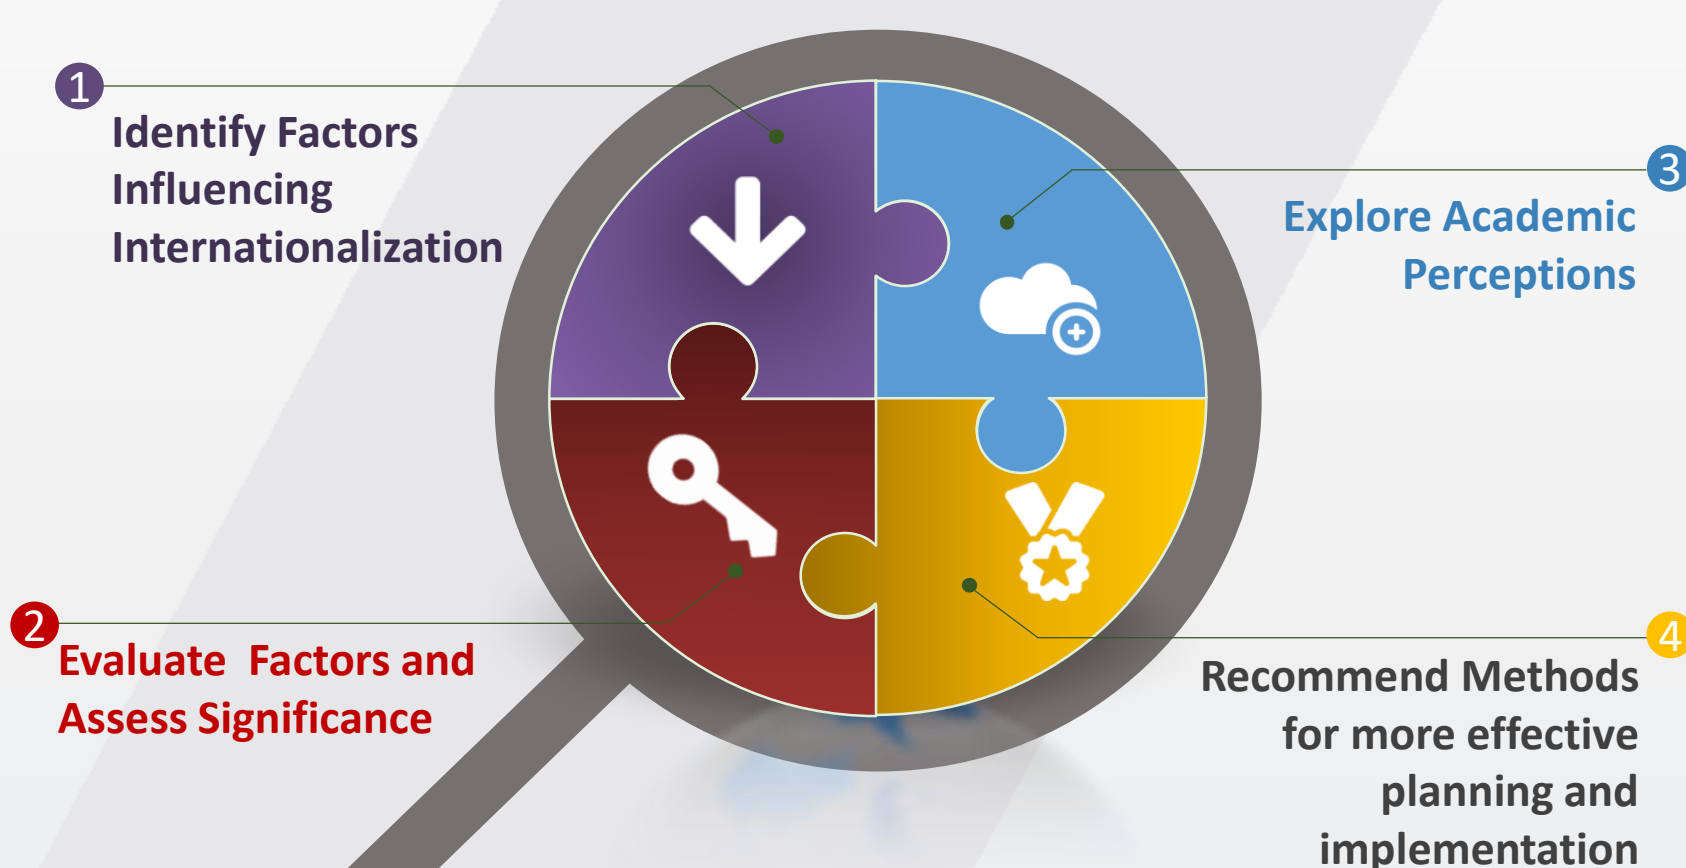 1
Identify Factors
Influencing
Internationalization
2
Evaluate  Factors and
Assess Significance
3
Explore Academic
Perceptions
4
Recommend Methods
for more effective
planning and
implementation